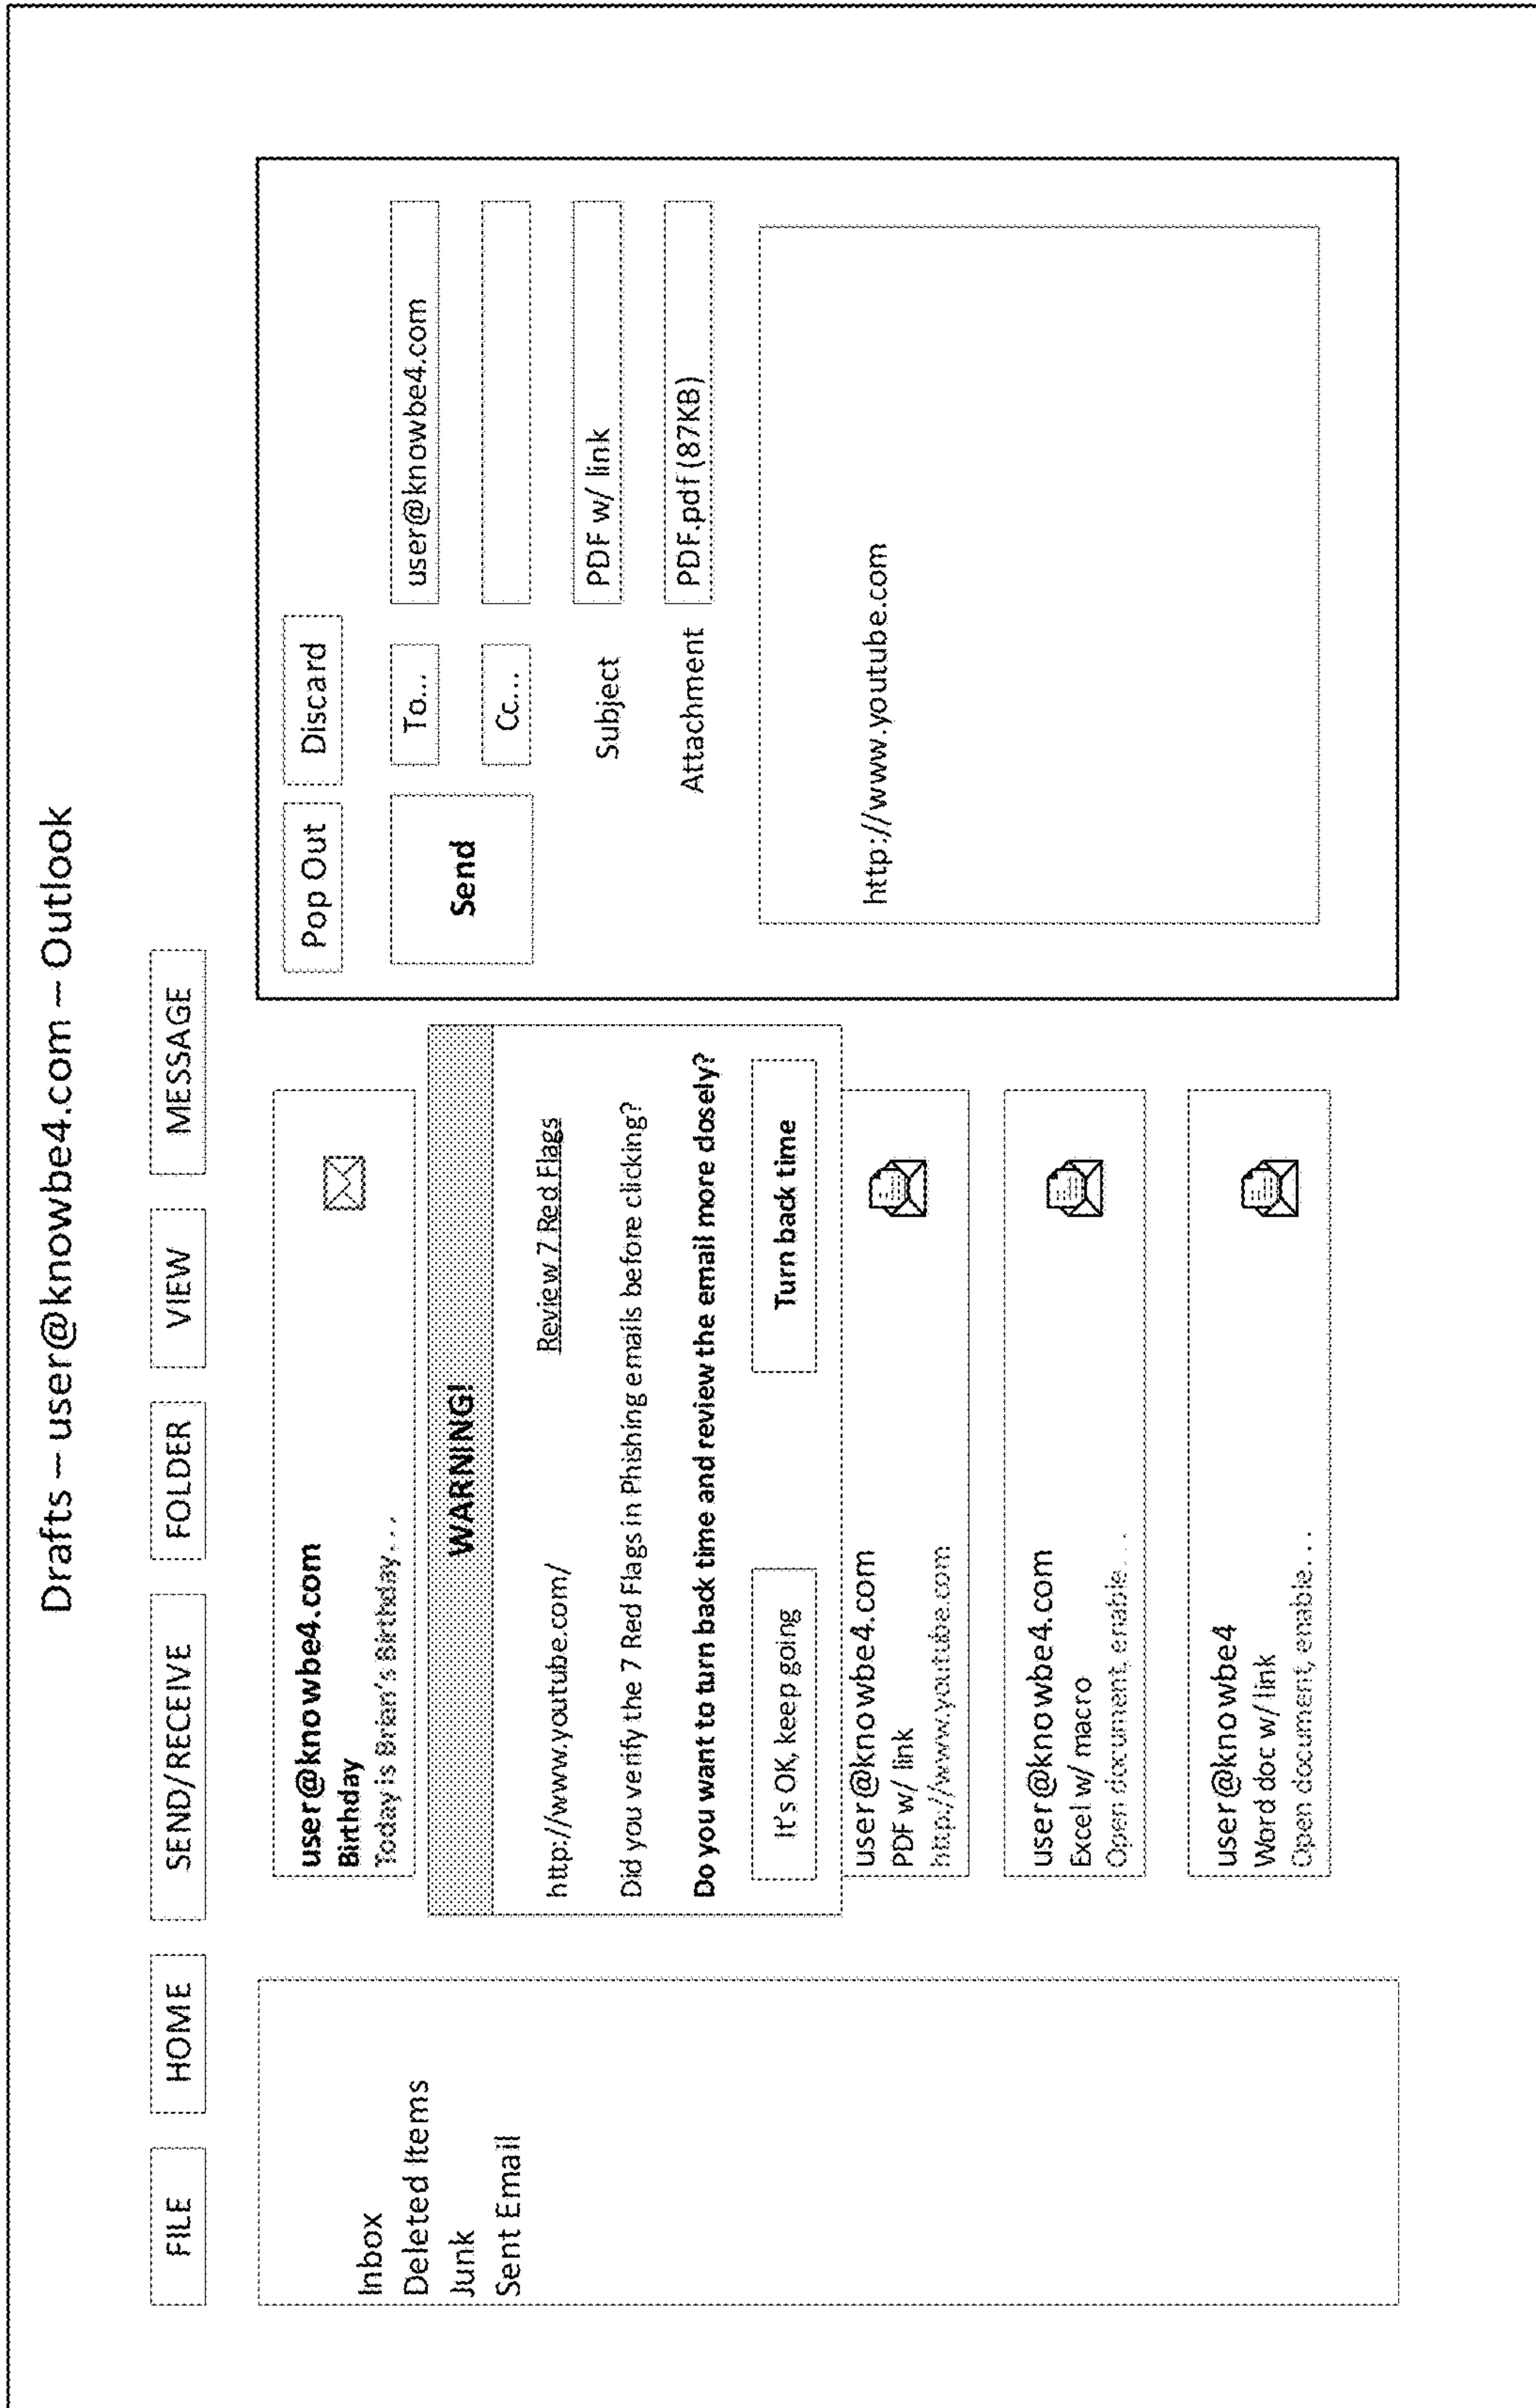 Drafts – user@knowbe4.com – Outlook
FILE
HOME
SEND/RECEIVE
FOLDER
VIEW
MESSAGE
Inbox
Deleted Items
Junk
Sent Email
user@knowbe4.com
Birthday
Today is Brian's Birthday...
WARNING!
http://www.youtube.com/ Review 7 Red Flags
Did you verify the 7 Red Flags in Phishing emails before clicking?
Do you want to turn back time and review the email more closely?
It's OK, keep going
Turn back time
user@knowbe4.com
PDF w/ link
http://www.youtube.com
user@knowbe4.com
Excel w/ macro
Open document, enable...
user@knowbe4
Word doc w/ link
Open document, enable...
Pop Out
Discard
Send
To... user@knowbe4.com
Cc...
Subject PDF w/ link
Attachment PDF.pdf (87KB)
http://www.youtube.com